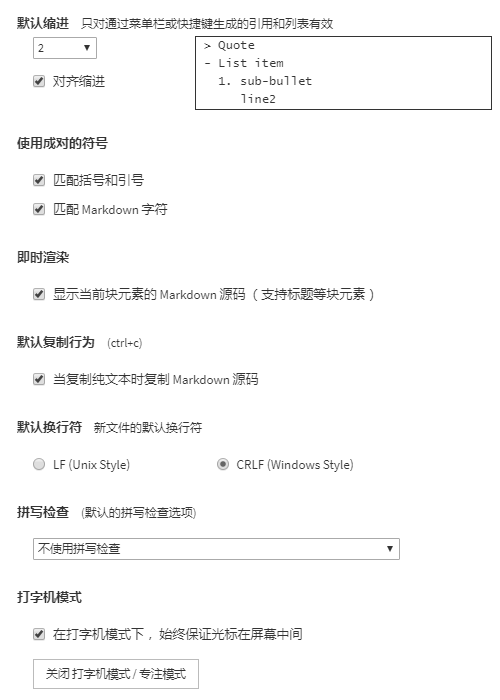 默认缩进 只对通过菜单栏或快捷键生成的引用和列表有效
2
> Quote
- List item
1. sub-bullet
line2
对齐缩进
使用成对的符号
匹配括号和引号
匹配 Markdown 字符
即时渲染
显示当前块元素的 Markdown 源码 （支持标题等块元素）
默认复制行为 (ctrl+c)
当复制纯文本时复制 Markdown 源码
默认换行符 新文件的默认换行符
LF (Unix Style) CRLF (Windows Style)
拼写检查 (默认的拼写检查选项)
不使用拼写检查
打字机模式
在打字机模式下，始终保证光标在屏幕中间
关闭 打字机模式 / 专注模式